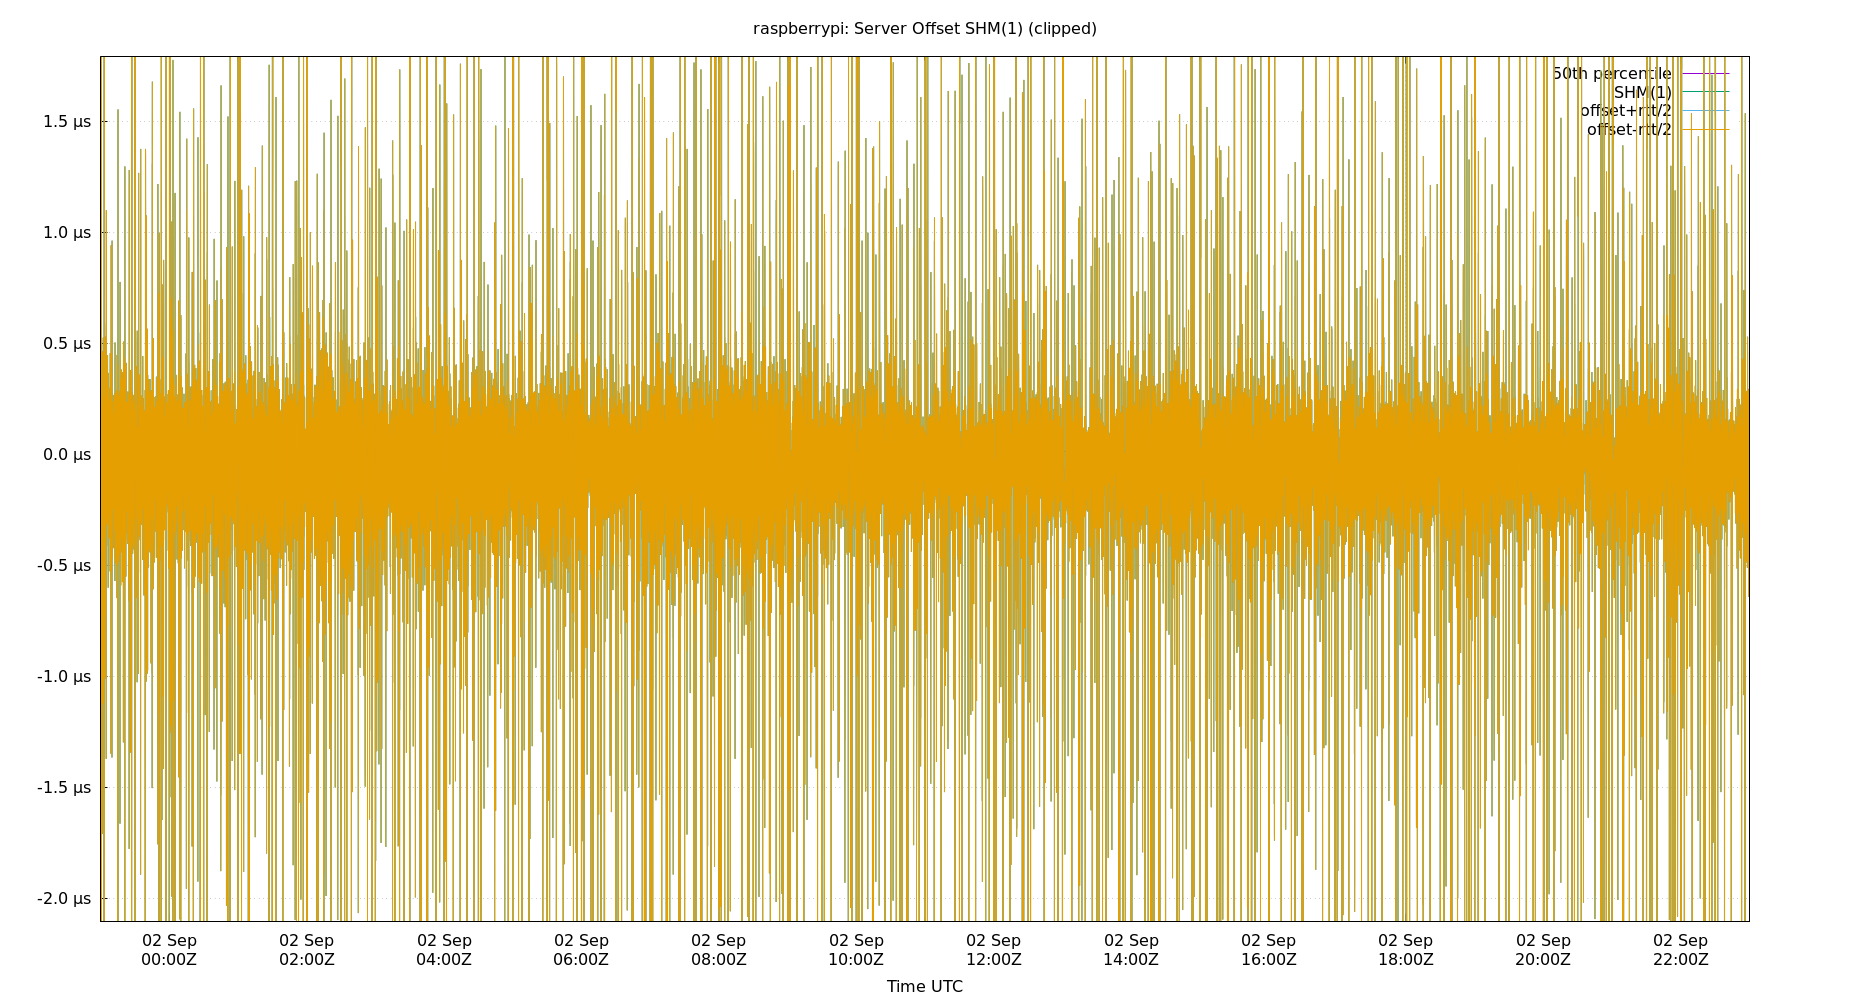 raspberrypi: Server Offset SHM(1) (clipped)
50th percentile
SHM(1)
offset+rtt/2
offset-rtt/2
1.5 µs
1.0 µs
0.5 µs
0.0 µs
-0.5 µs
-1.0 µs
-1.5 µs
-2.0 µs
02 Sep 02 Sep 02 Sep 02 Sep 02 Sep 02 Sep 02 Sep 02 Sep 02 Sep 02 Sep 02 Sep 02 Sep
00:00Z 02:00Z 04:00Z 06:00Z 08:00Z 10:00Z 12:00Z 14:00Z 16:00Z 18:00Z 20:00Z 22:00Z
Time UTC